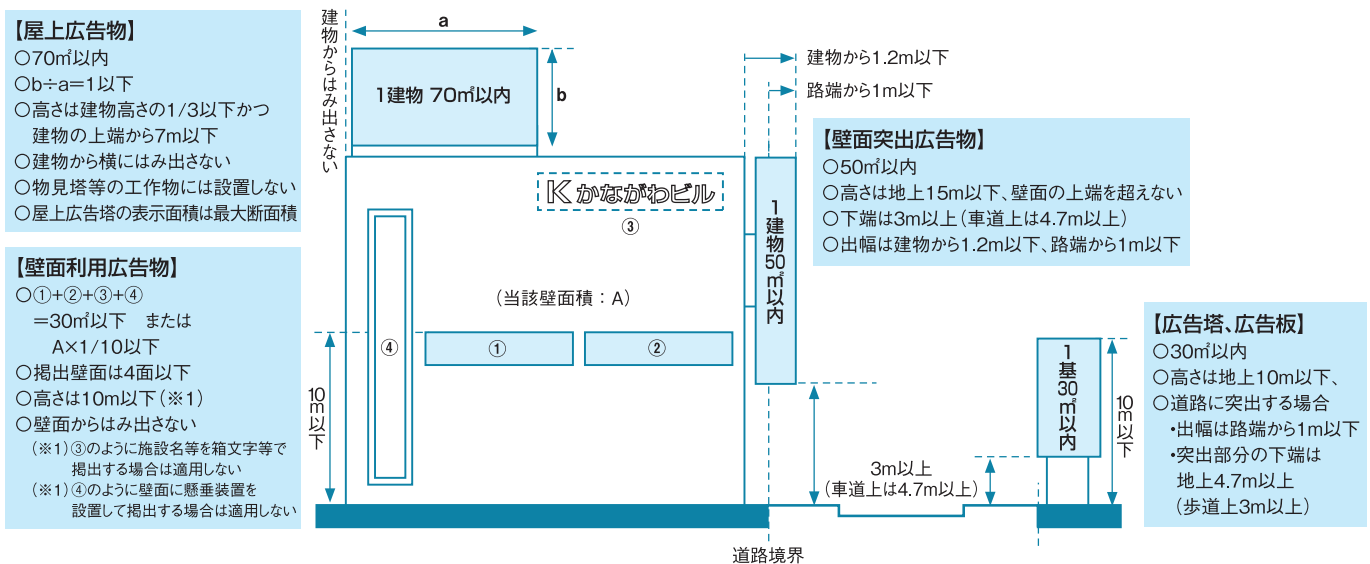 【屋上広告物】
○70㎡以内
○b÷a=1以下
○高さは建物高さの1/3以下かつ
建物の上端から7m以下
○建物から横にはみ出さない
○物見塔等の工作物には設置しない
○屋上広告塔の表示面積は最大断面積
【壁面利用広告物】
○①+②+③+④
=30㎡以下　または
A×1/10以下
○掲出壁面は4面以下
○高さは10m以下(※1)
○壁面からはみ出さない
(※1)③のように施設名等を箱文字等で
掲出する場合は適用しない
(※1)④のように壁面に懸垂装置を
設置して掲出する場合は適用しない
建物からはみ出さない
a
1建物 70㎡以内
b
Kかながわビル
③
(当該壁面積：A)
④
①
②
10m以下
1建物50㎡以内
建物から1.2m以下
路端から1m以下
【壁面突出広告物】
○50㎡以内
○高さは地上15m以下、壁面の上端を超えない
○下端は3m以上(車道上は4.7m以上)
○出幅は建物から1.2m以下、路端から1m以下
3m以上
(車道上は4.7m以上)
道路境界
1基30㎡以内
10m以下
【広告塔、広告板】
○30㎡以内
○高さは地上10m以下、
○道路に突出する場合
・出幅は路端から1m以下
・突出部分の下端は
地上4.7m以上
(歩道上3m以上)